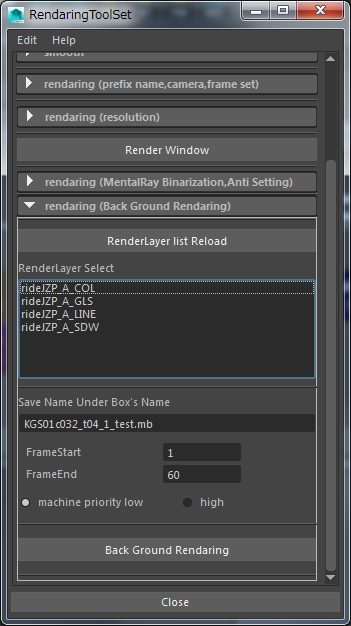 RendaringToolSet
Edit Help
smooth
rendaring (prefix name,camera,frame set)
rendaring (resolution)
Render Window
rendaring (MentalRay Binarization,Anti Setting)
rendaring (Back Ground Rendaring)
RenderLayer list Reload
RenderLayer Select
rideJZP_A_COL
rideJZP_A_GLS
rideJZP_A_LINE
rideJZP_A_SDW
Save Name Under Box's Name
KGS01c032_t04_1_test.mb
FrameStart 1
FrameEnd 60
machine priority low high
Back Ground Rendaring
Close